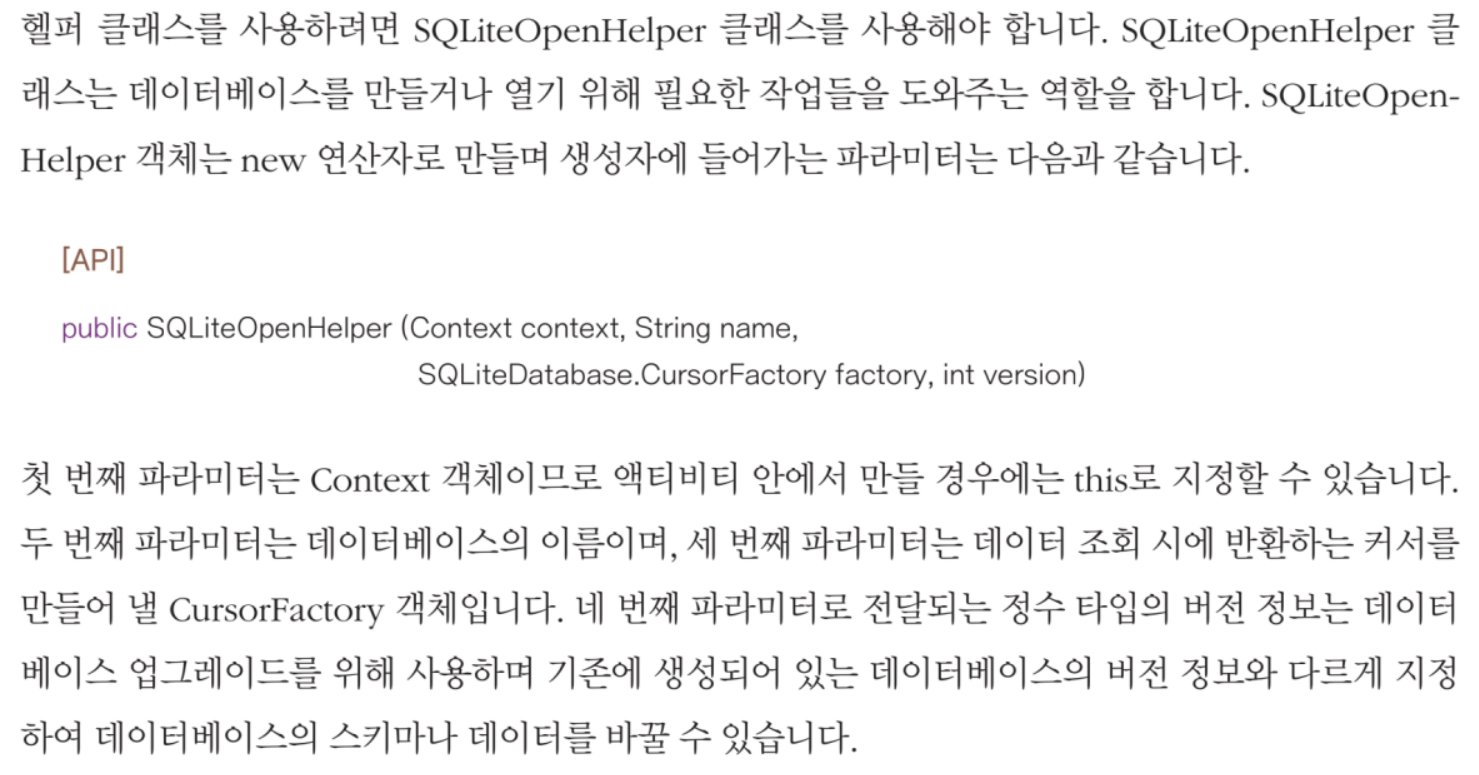 헬퍼 클래스를 사용하려면 SQLiteOpenHelper 클래스를 사용해야 합니다. SQLiteOpenHelper 클
래스는 데이터베이스를 만들거나 열기 위해 필요한 작업들을 도와주는 역할을 합니다. SQLiteOpen-
Helper 객체는 new 연산자로 만들며 생성자에 들어가는 파라미터는 다음과 같습니다.
[API]
public SQLiteOpenHelper (Context context, String name,
SQLiteDatabase.CursorFactory factory, int version)
첫 번째 파라미터는 Context 객체이므로 액티비티 안에서 만들 경우에는 this로 지정할 수 있습니다.
두 번째 파라미터는 데이터베이스의 이름이며, 세 번째 파라미터는 데이터 조회 시에 반환하는 커서를
만들어 낼 CursorFactory 객체입니다. 네 번째 파라미터로 전달되는 정수 타입의 버전 정보는 데이터
베이스 업그레이드를 위해 사용하며 기존에 생성되어 있는 데이터베이스의 버전 정보와 다르게 지정
하여 데이터베이스의 스키마나 데이터를 바꿀 수 있습니다.